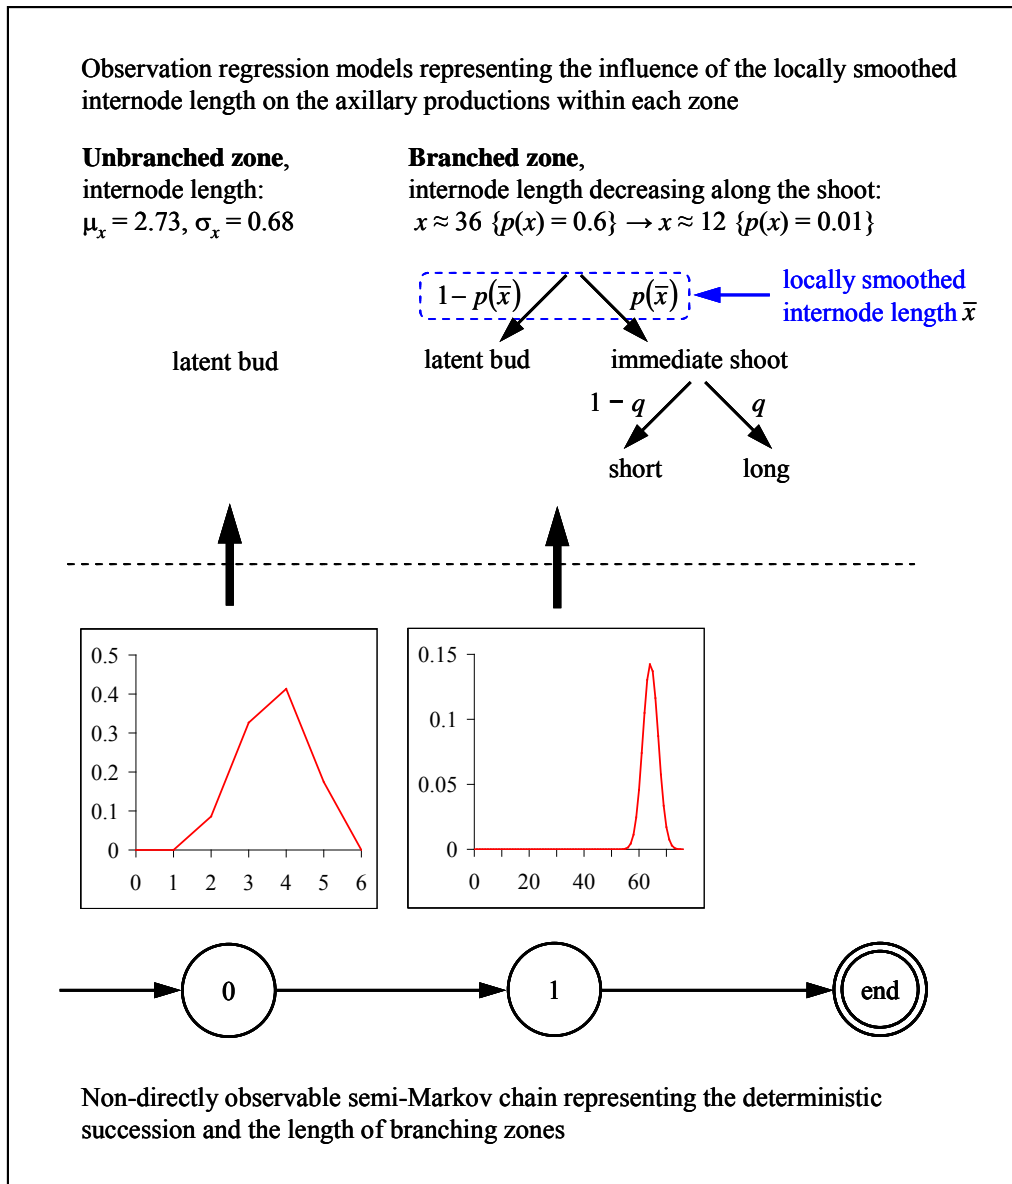 Observation regression models representing the influence of the locally smoothed
internode length on the axillary productions within each zone
Unbranched zone,
internode length:
μₓ = 2.73, σₓ = 0.68
Branched zone,
internode length decreasing along the shoot:
x ≈ 36 {p(x) = 0.6} → x ≈ 12 {p(x) = 0.01}
1− p(x̅)
p(x̅)
locally smoothed
internode length x̅
latent bud
latent bud
immediate shoot
1 − q
q
short
long
0.5
0.4
0.3
0.2
0.1
0
0 1 2 3 4 5 6
0.15
0.1
0.05
0
0 20 40 60
0
1
end
Non-directly observable semi-Markov chain representing the deterministic
succession and the length of branching zones